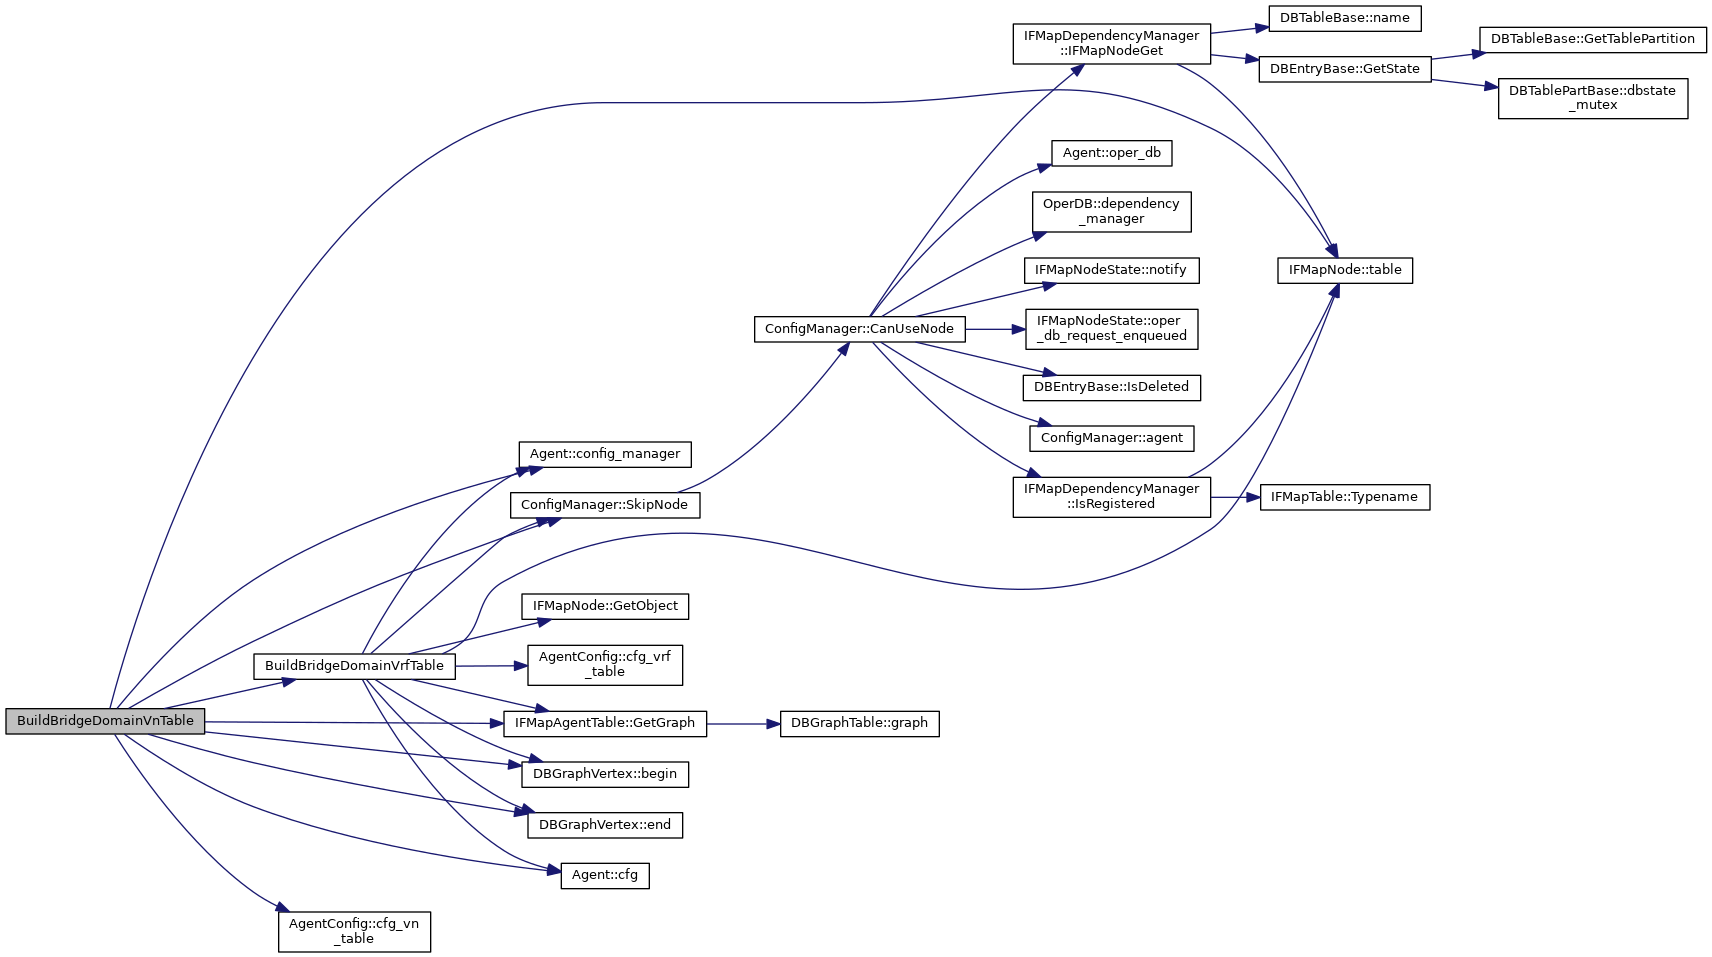 DBTableBase::name
IFMapDependencyManager
::IFMapNodeGet
DBTableBase::GetTablePartition
DBEntryBase::GetState
DBTablePartBase::dbstate
_mutex
Agent::oper_db
OperDB::dependency
_manager
IFMapNodeState::notify
IFMapNode::table
ConfigManager::CanUseNode
IFMapNodeState::oper
_db_request_enqueued
DBEntryBase::IsDeleted
ConfigManager::agent
Agent::config_manager
IFMapDependencyManager
::IsRegistered
IFMapTable::Typename
ConfigManager::SkipNode
IFMapNode::GetObject
BuildBridgeDomainVrfTable
AgentConfig::cfg_vrf
_table
BuildBridgeDomainVnTable
IFMapAgentTable::GetGraph
DBGraphTable::graph
DBGraphVertex::begin
DBGraphVertex::end
Agent::cfg
AgentConfig::cfg_vn
_table